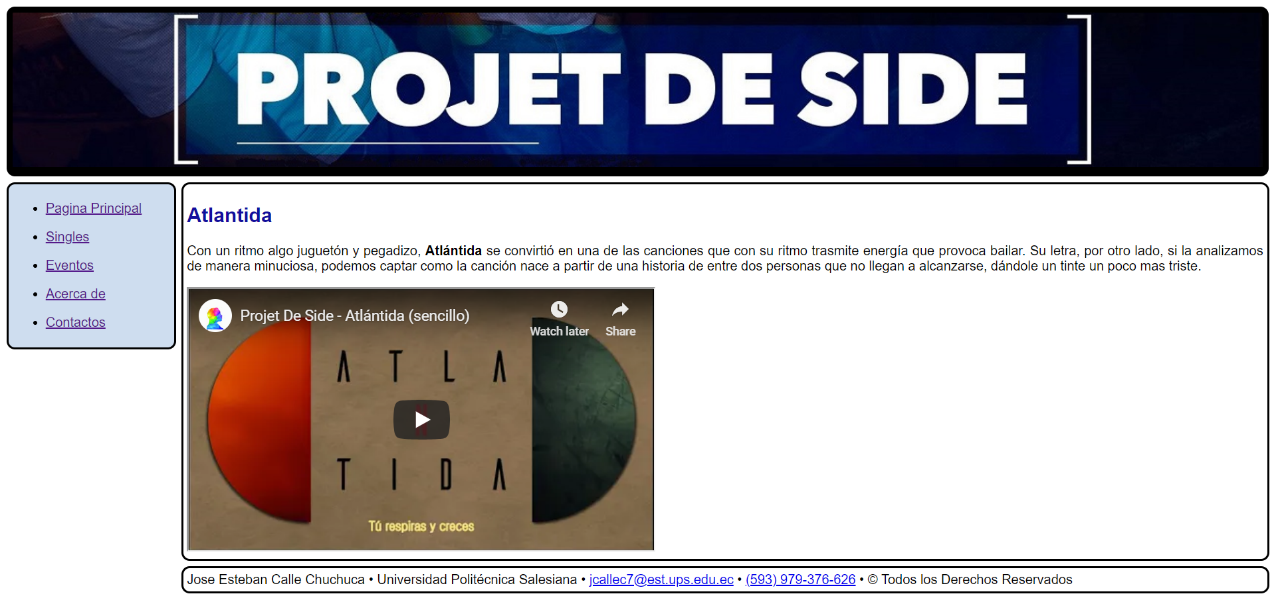 PROJET DE SIDE
Pagina Principal
Singles
Eventos
Acerca de
Contactos
Atlantida
Con un ritmo algo juguetón y pegadizo, Atlántida se convirtió en una de las canciones que con su ritmo trasmite energía que provoca bailar. Su letra, por otro lado, si la analizamos
de manera minuciosa, podemos captar como la canción nace a partir de una historia de entre dos personas que no llegan a alcanzarse, dándole un tinte un poco mas triste.
Projet De Side - Atlántida (sencillo)
Watch later
Share
ATLA
TIDA
Tú respiras y creces
Jose Esteban Calle Chuchuca • Universidad Politécnica Salesiana • jcallec7@est.ups.edu.ec • (593) 979-376-626 • © Todos los Derechos Reservados